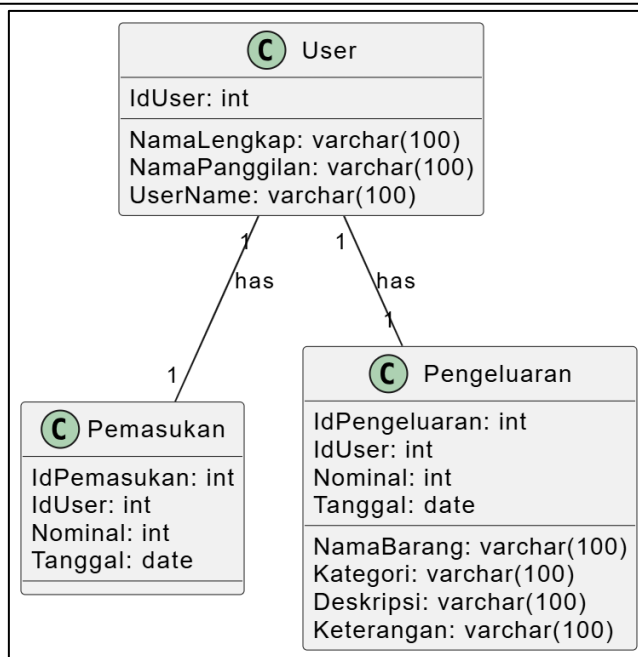 C User
IdUser: int
NamaLengkap: varchar(100)
NamaPanggilan: varchar(100)
UserName: varchar(100)
1 1
has has
1 1
C Pengeluaran
IdPengeluaran: int
IdUser: int
Nominal: int
Tanggal: date
NamaBarang: varchar(100)
Kategori: varchar(100)
Deskripsi: varchar(100)
Keterangan: varchar(100)
C Pemasukan
IdPemasukan: int
IdUser: int
Nominal: int
Tanggal: date